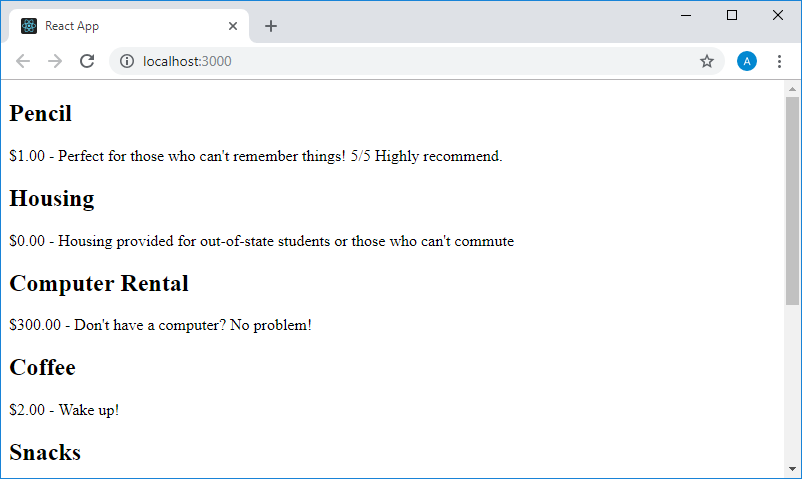 React App
localhost:3000
A
Pencil
$1.00 - Perfect for those who can't remember things! 5/5 Highly recommend.
Housing
$0.00 - Housing provided for out-of-state students or those who can't commute
Computer Rental
$300.00 - Don't have a computer? No problem!
Coffee
$2.00 - Wake up!
Snacks